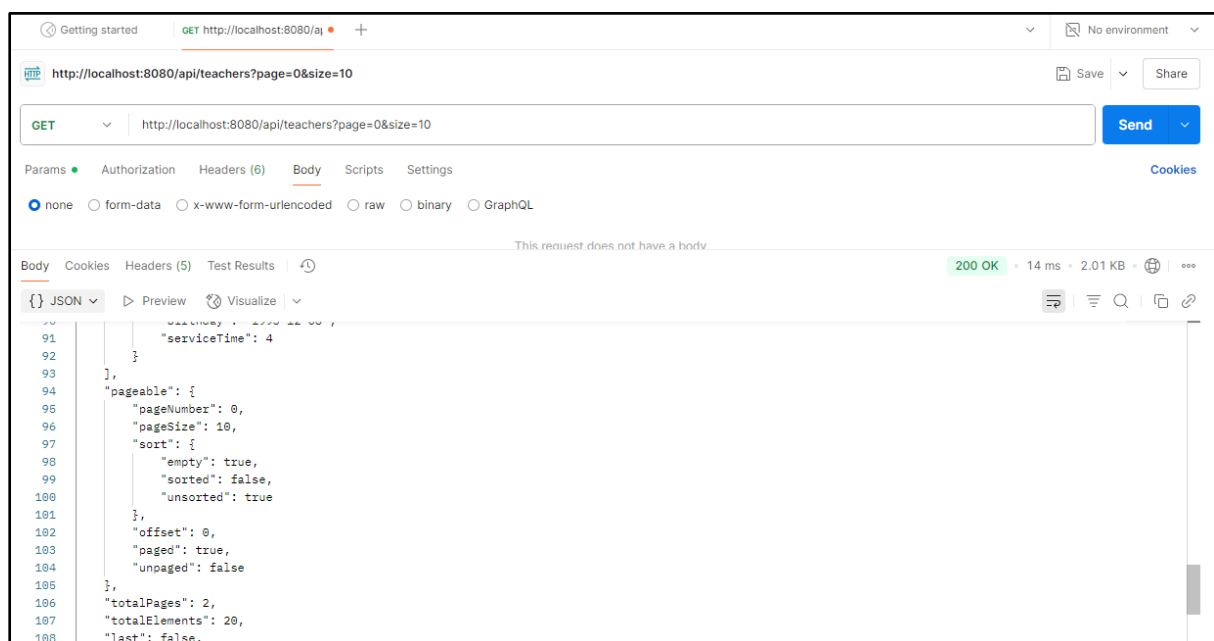 Getting started GET http://localhost:8080/a No environment
HTTP http://localhost:8080/api/teachers?page=0&size=10 Save Share
GET http://localhost:8080/api/teachers?page=0&size=10 Send
Params Authorization Headers (6) Body Scripts Settings Cookies
none form-data x-www-form-urlencoded raw binary GraphQL
This request does not have a body
Body Cookies Headers (5) Test Results 200 OK 14 ms 2.01 KB
{} JSON Preview Visualize
91 "serviceTime": 4
92 }
93 ],
94 "pageable": {
95 "pageNumber": 0,
96 "pageSize": 10,
97 "sort": {
98 "empty": true,
99 "sorted": false,
100 "unsorted": true
101 },
102 "offset": 0,
103 "paged": true,
104 "unpaged": false
105 },
106 "totalPages": 2,
107 "totalElements": 20,
108 "last": false,